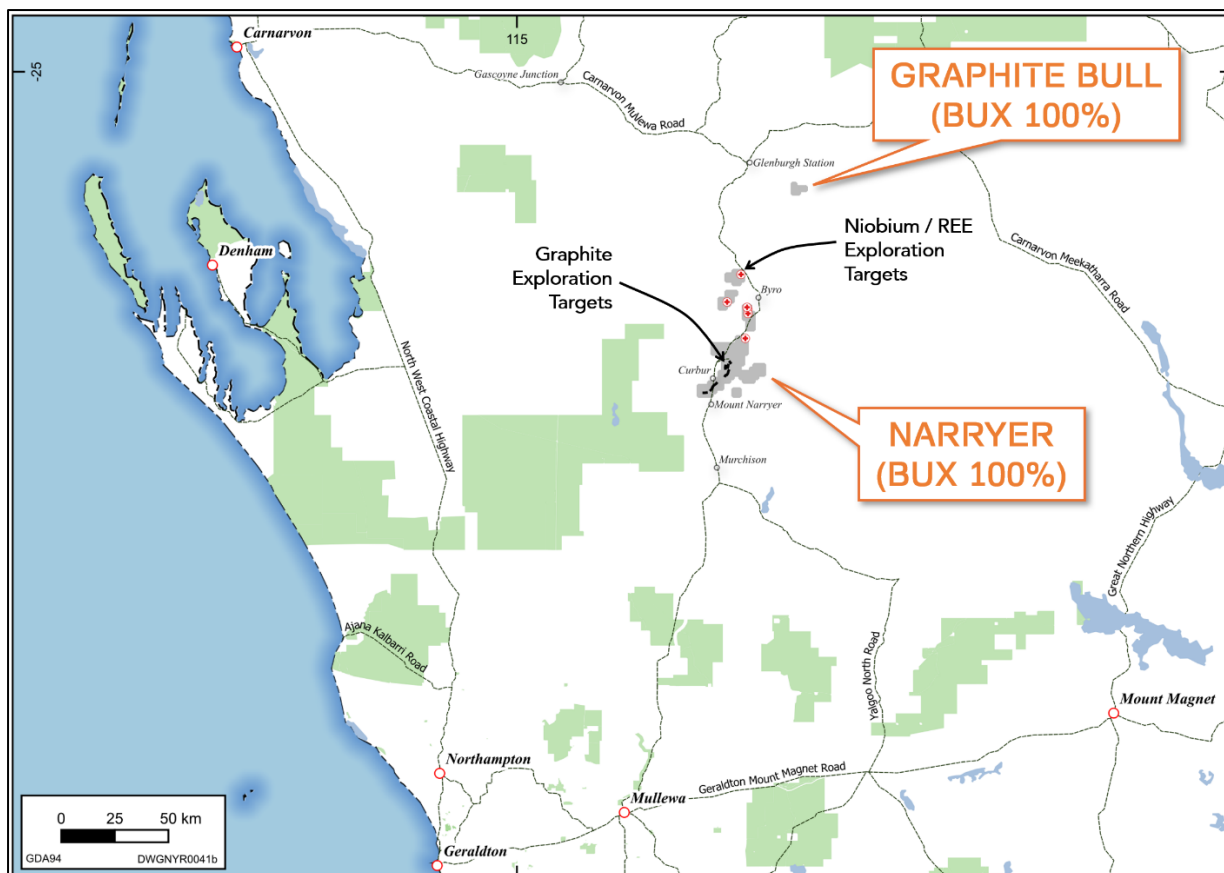 Carnarvon
115
-25
Gascoyne Junction
Carnarvon Mullewa Road
GRAPHITE BULL
(BUX 100%)
Glenburgh Station
Denham
Graphite
Exploration
Targets
Niobium / REE
Exploration
Targets
Carnarvon Meekatharra Road
Byro
North West Coastal Highway
Curbur
Mount Narryer
NARRYER
(BUX 100%)
Murchison
Great Northern Highway
Ajana Kalbarri Road
Yalgoo North Road
Mount Magnet
Northampton
Geraldton Mount Magnet Road
Mullewa
0 25 50 km
GDA94 DWGNYR0041b
Geraldton